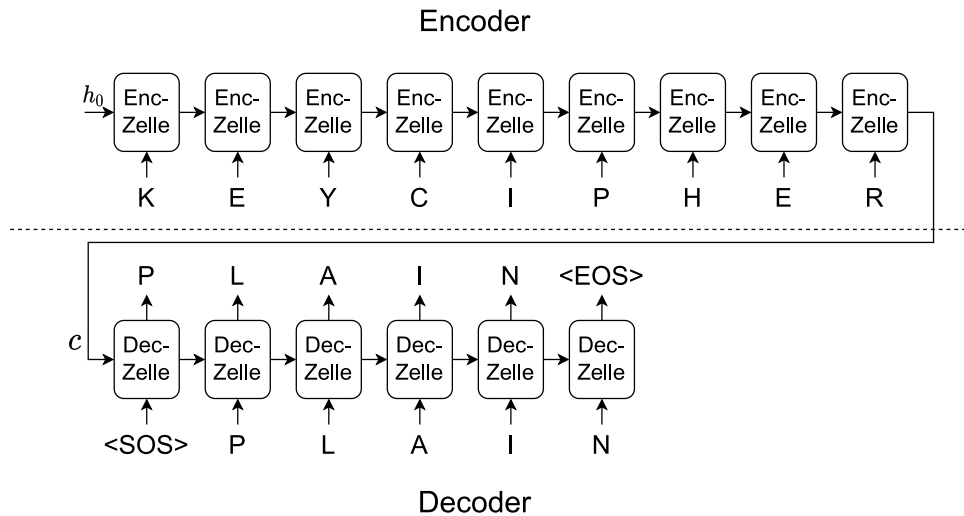 Encoder
h₀
Enc-Zelle Enc-Zelle Enc-Zelle Enc-Zelle Enc-Zelle Enc-Zelle Enc-Zelle Enc-Zelle Enc-Zelle
K E Y C I P H E R
P L A I N <EOS>
c
Dec-Zelle Dec-Zelle Dec-Zelle Dec-Zelle Dec-Zelle Dec-Zelle
<SOS> P L A I N
Decoder